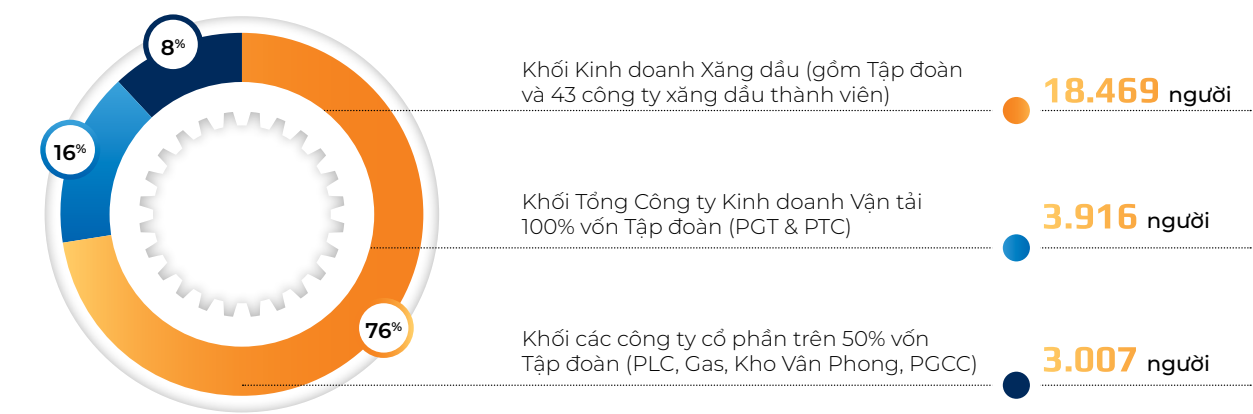 8%
16%
76%
Khối Kinh doanh Xăng dầu (gồm Tập đoàn
và 43 công ty xăng dầu thành viên)
18.469 người
Khối Tổng Công ty Kinh doanh Vận tải
100% vốn Tập đoàn (PGT & PTC)
3.916 người
Khối các công ty cổ phần trên 50% vốn
Tập đoàn (PLC, Gas, Kho Vân Phong, PGCC)
3.007 người